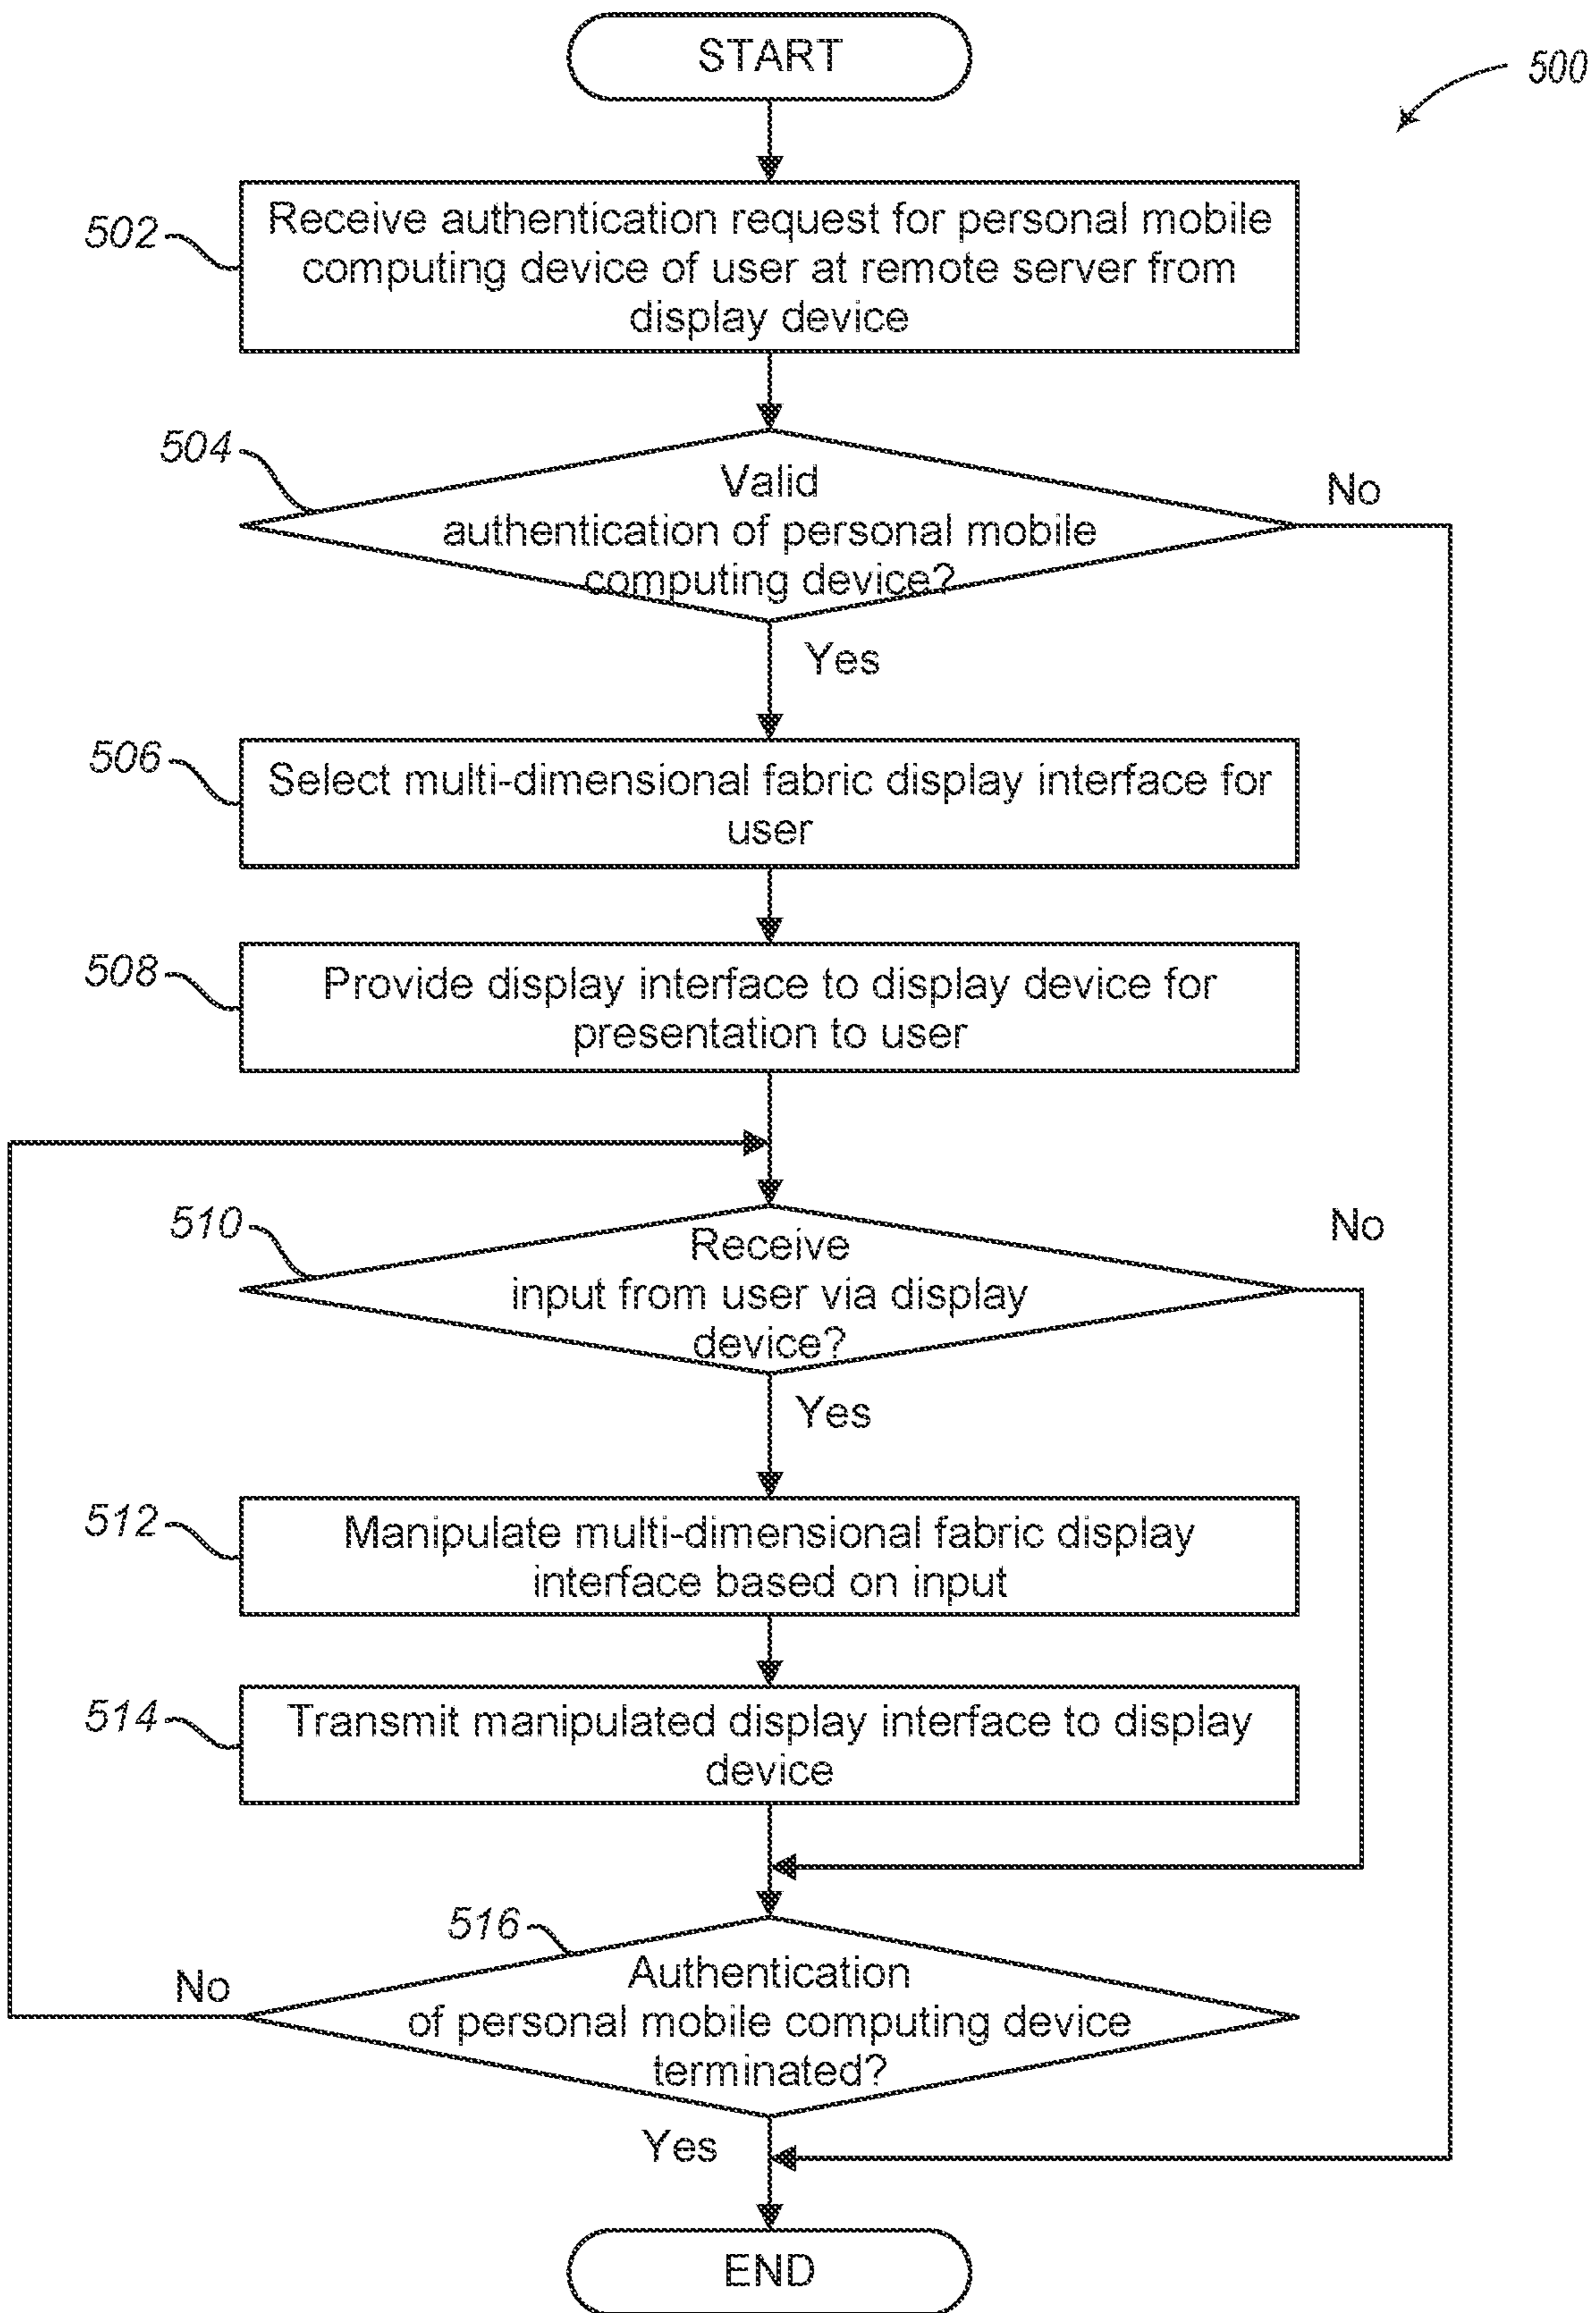 START
500
502
Receive authentication request for personal mobile
computing device of user at remote server from
display device
504
Valid
authentication of personal mobile
computing device?
No
Yes
506
Select multi-dimensional fabric display interface for
user
508
Provide display interface to display device for
presentation to user
510
Receive
input from user via display
device?
No
Yes
512
Manipulate multi-dimensional fabric display
interface based on input
514
Transmit manipulated display interface to display
device
516
Authentication
of personal mobile computing device
terminated?
No
Yes
END